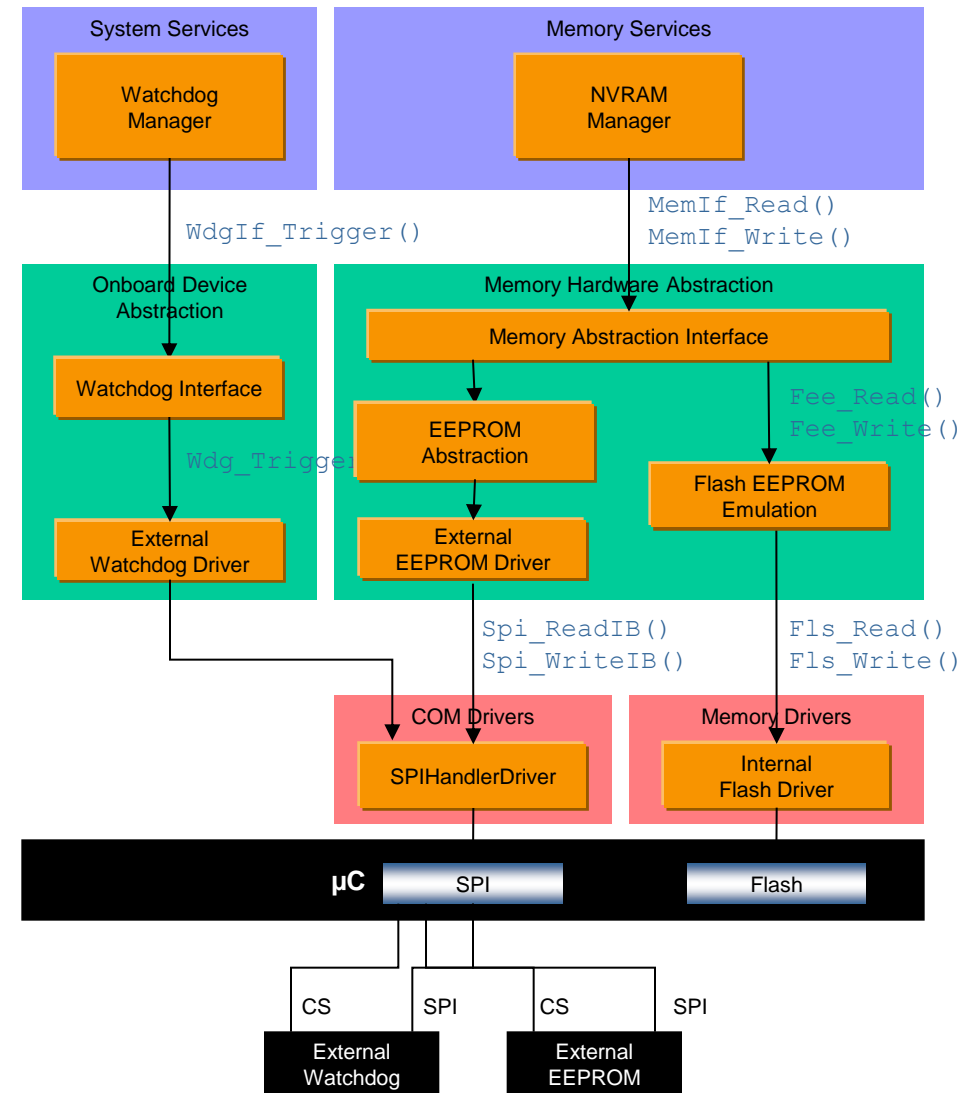 System Services
Memory Services
Watchdog
Manager
NVRAM
Manager
WdgIf_Trigger()
MemIf_Read()
MemIf_Write()
Onboard Device
Abstraction
Memory Hardware Abstraction
Memory Abstraction Interface
Watchdog Interface
Fee_Read()
Fee_Write()
EEPROM
Abstraction
Wdg_Trigger
Flash EEPROM
Emulation
External
Watchdog Driver
External
EEPROM Driver
Spi_ReadIB()
Spi_WriteIB()
Fls_Read()
Fls_Write()
COM Drivers
Memory Drivers
SPIHandlerDriver
Internal
Flash Driver
µC
SPI
Flash
CS
SPI
CS
SPI
External
Watchdog
External
EEPROM